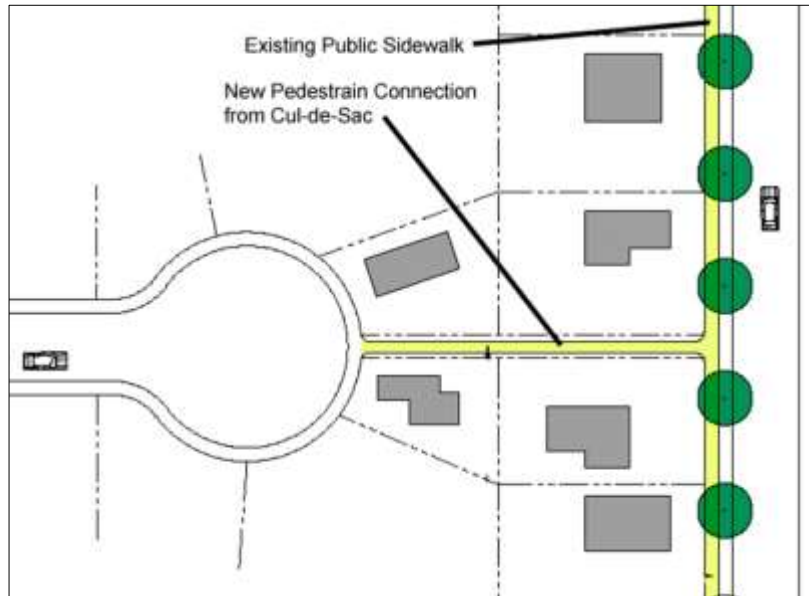 Existing Public Sidewalk
New Pedestrain Connection
from Cul-de-Sac